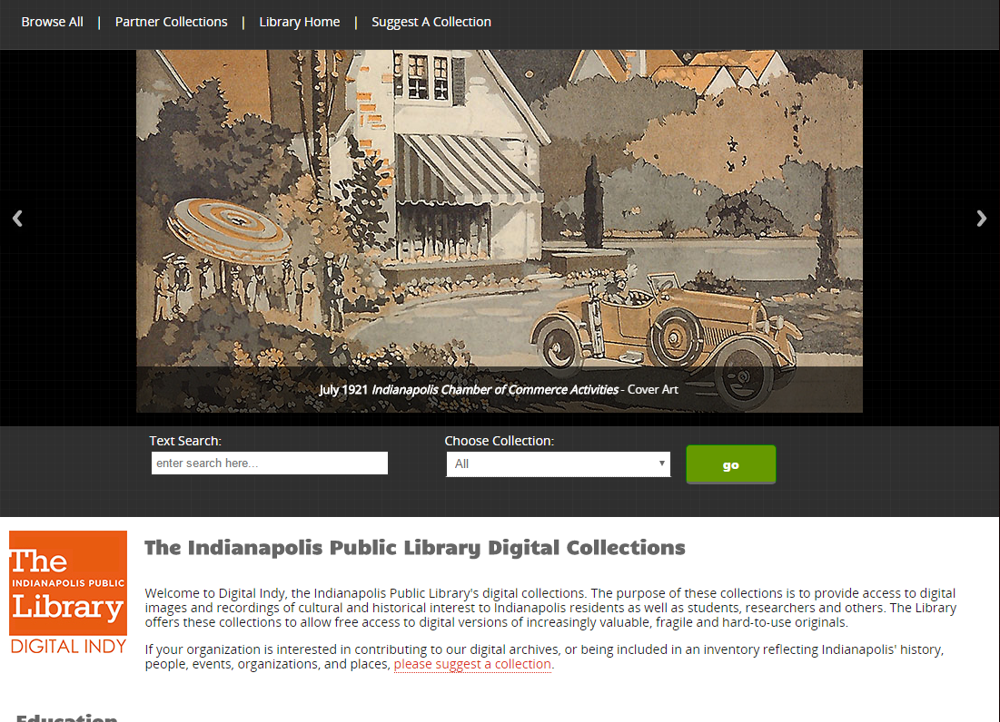 Browse All | Partner Collections | Library Home | Suggest A Collection
July 1921 Indianapolis Chamber of Commerce Activities - Cover Art
Text Search:
enter search here...
Choose Collection:
All
go
The
INDIANAPOLIS PUBLIC
Library
DIGITAL INDY
The Indianapolis Public Library Digital Collections
Welcome to Digital Indy, the Indianapolis Public Library's digital collections. The purpose of these collections is to provide access to digital
images and recordings of cultural and historical interest to Indianapolis residents as well as students, researchers and others. The Library
offers these collections to allow free access to digital versions of increasingly valuable, fragile and hard-to-use originals.
If your organization is interested in contributing to our digital archives, or being included in an inventory reflecting Indianapolis' history,
people, events, organizations, and places, please suggest a collection.
Education